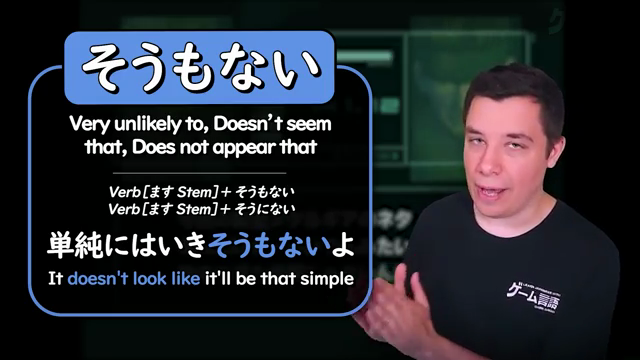 そうもない
Very unlikely to, Doesn't seem
that, Does not appear that
Verb[ます Stem]+ そうもない
Verb[ます Stem]+ そうにない
単純にはいきそうもないよ
It doesn't look like it'll be that simple
ゲーム言語